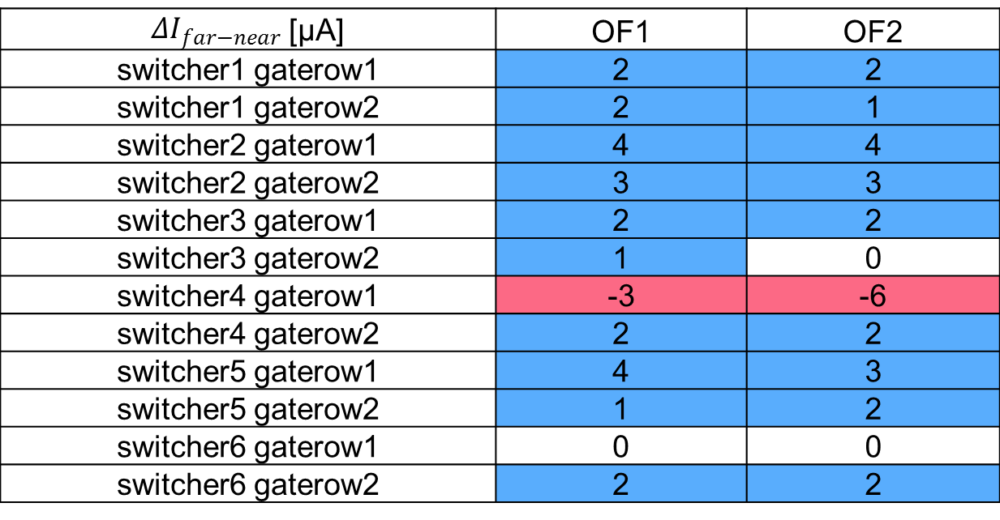 ΔI_{far−near} [μA] OF1 OF2
switcher1 gaterow1 2 2
switcher1 gaterow2 2 1
switcher2 gaterow1 4 4
switcher2 gaterow2 3 3
switcher3 gaterow1 2 2
switcher3 gaterow2 1 0
switcher4 gaterow1 -3 -6
switcher4 gaterow2 2 2
switcher5 gaterow1 4 3
switcher5 gaterow2 1 2
switcher6 gaterow1 0 0
switcher6 gaterow2 2 2